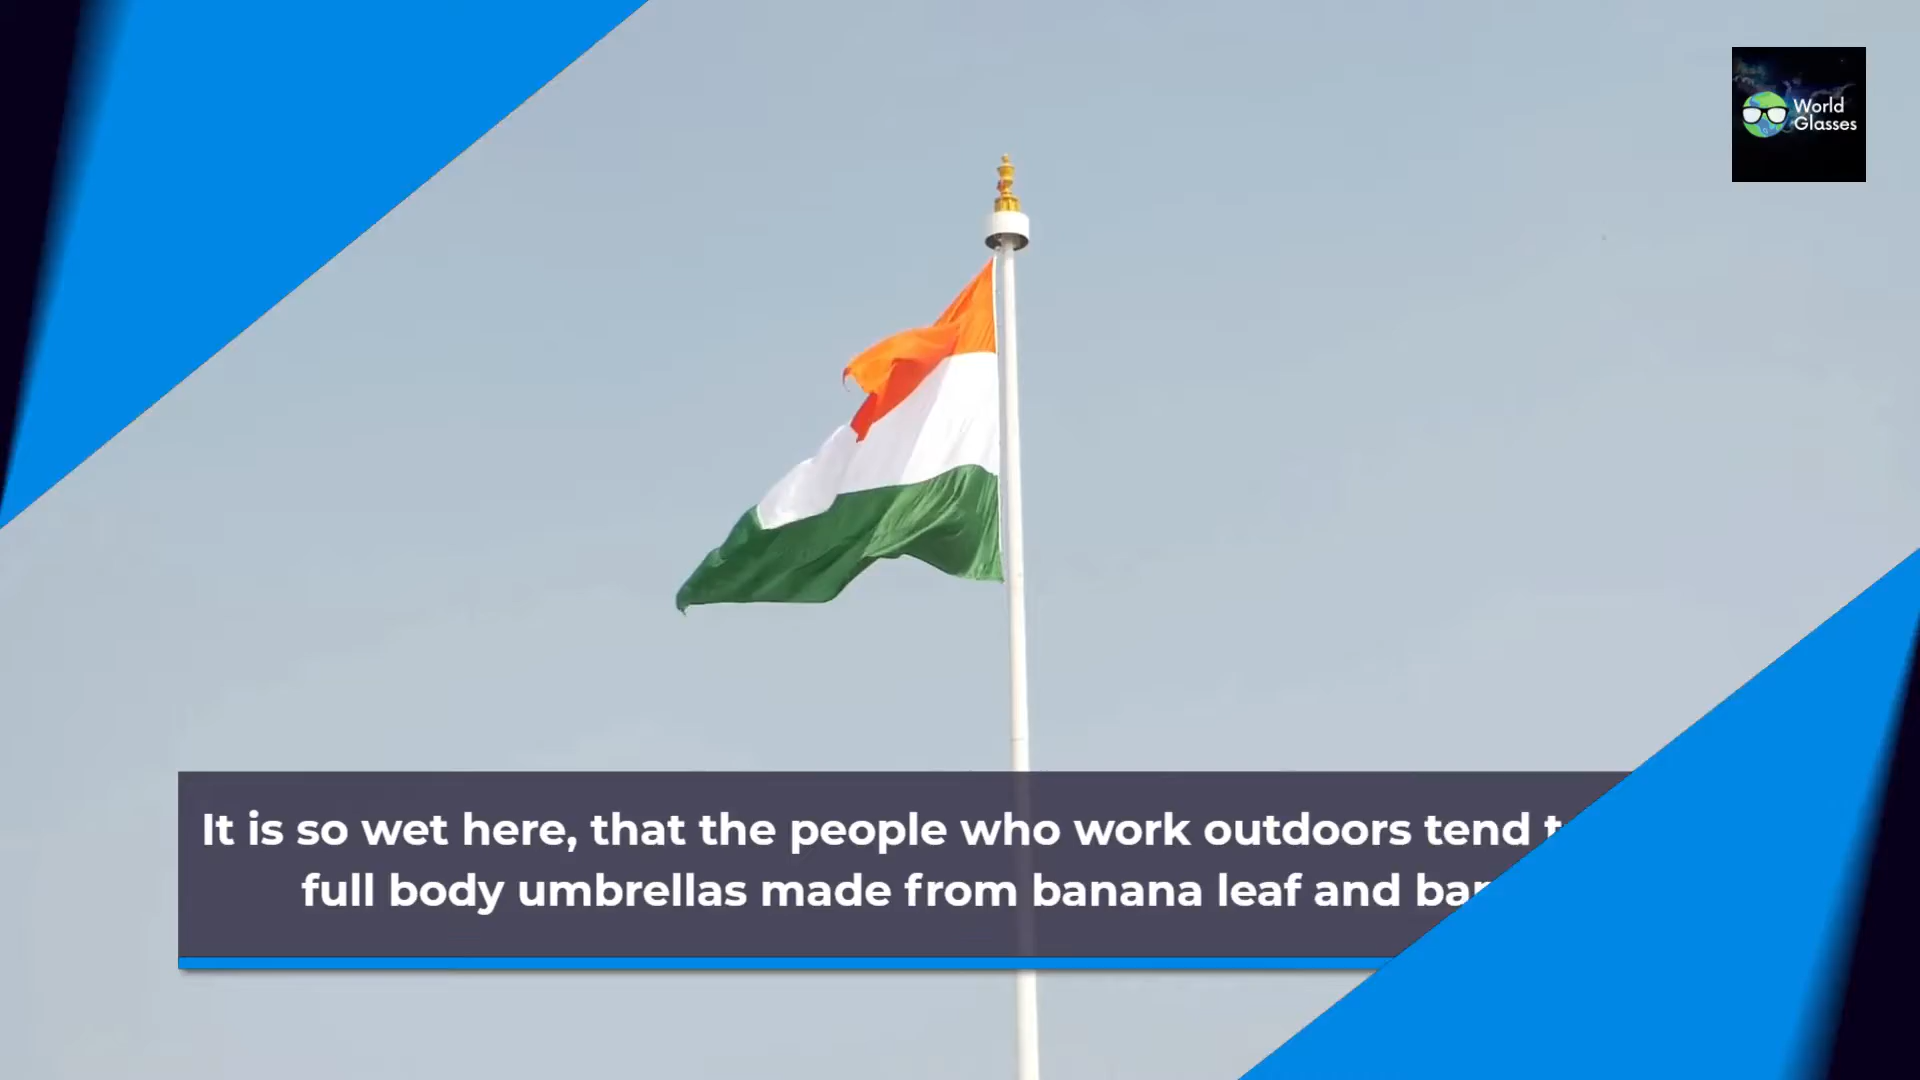 World
Glasses
It is so wet here, that the people who work outdoors tend
full body umbrellas made from banana leaf and